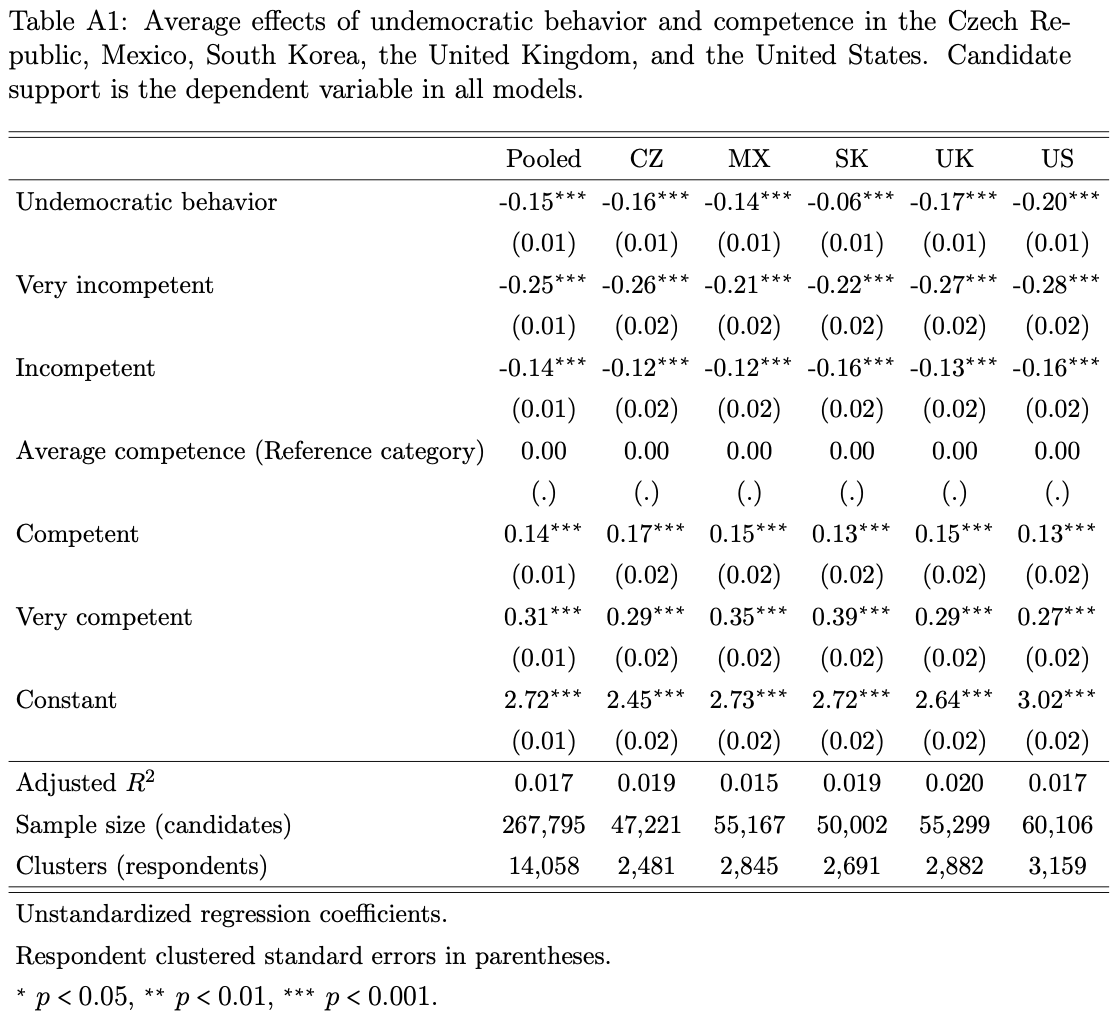 Table A1: Average effects of undemocratic behavior and competence in the Czech Re-
public, Mexico, South Korea, the United Kingdom, and the United States. Candidate
support is the dependent variable in all models.
Pooled CZ MX SK UK US
Undemocratic behavior -0.15*** -0.16*** -0.14*** -0.06*** -0.17*** -0.20***
(0.01) (0.01) (0.01) (0.01) (0.01) (0.01)
Very incompetent -0.25*** -0.26*** -0.21*** -0.22*** -0.27*** -0.28***
(0.01) (0.02) (0.02) (0.02) (0.02) (0.02)
Incompetent -0.14*** -0.12*** -0.12*** -0.16*** -0.13*** -0.16***
(0.01) (0.02) (0.02) (0.02) (0.02) (0.02)
Average competence (Reference category) 0.00 0.00 0.00 0.00 0.00 0.00
(.) (.) (.) (.) (.) (.)
Competent 0.14*** 0.17*** 0.15*** 0.13*** 0.15*** 0.13***
(0.01) (0.02) (0.02) (0.02) (0.02) (0.02)
Very competent 0.31*** 0.29*** 0.35*** 0.39*** 0.29*** 0.27***
(0.01) (0.02) (0.02) (0.02) (0.02) (0.02)
Constant 2.72*** 2.45*** 2.73*** 2.72*** 2.64*** 3.02***
(0.01) (0.02) (0.02) (0.02) (0.02) (0.02)
Adjusted R² 0.017 0.019 0.015 0.019 0.020 0.017
Sample size (candidates) 267,795 47,221 55,167 50,002 55,299 60,106
Clusters (respondents) 14,058 2,481 2,845 2,691 2,882 3,159
Unstandardized regression coefficients.
Respondent clustered standard errors in parentheses.
* p < 0.05, ** p < 0.01, *** p < 0.001.